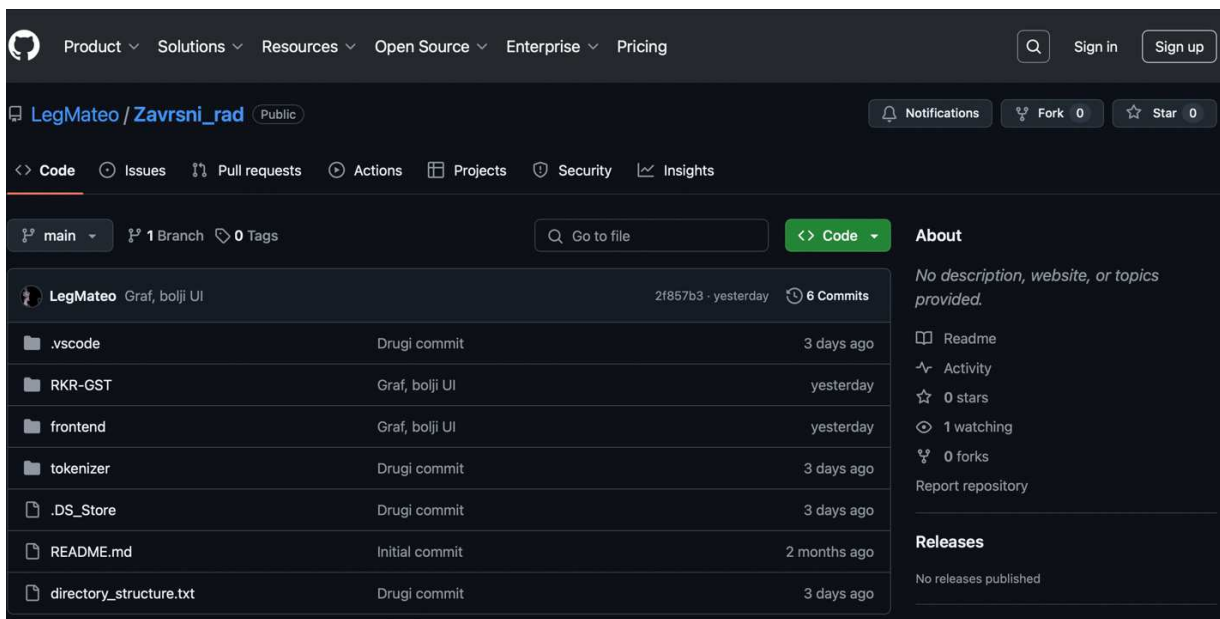 Product Solutions Resources Open Source Enterprise Pricing Sign in Sign up
LegMateo / Zavrsni_rad Public Notifications Fork 0 Star 0
Code Issues Pull requests Actions Projects Security Insights
main 1 Branch 0 Tags Go to file Code
LegMateo Graf, bolji UI 2f857b3 · yesterday 6 Commits
.vscode Drugi commit 3 days ago
RKR-GST Graf, bolji UI yesterday
frontend Graf, bolji UI yesterday
tokenizer Drugi commit 3 days ago
.DS_Store Drugi commit 3 days ago
README.md Initial commit 2 months ago
directory_structure.txt Drugi commit 3 days ago
About
No description, website, or topics
provided.
Readme
Activity
0 stars
1 watching
0 forks
Report repository
Releases
No releases published